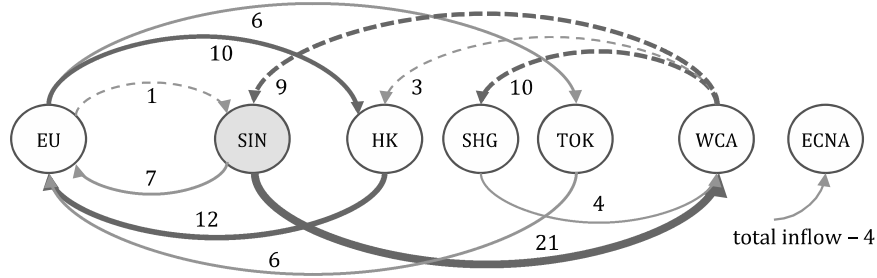 6
10
9
3
10
1
EU
SIN
HK
SHG
TOK
WCA
ECNA
7
12
4
6
21
total inflow – 4